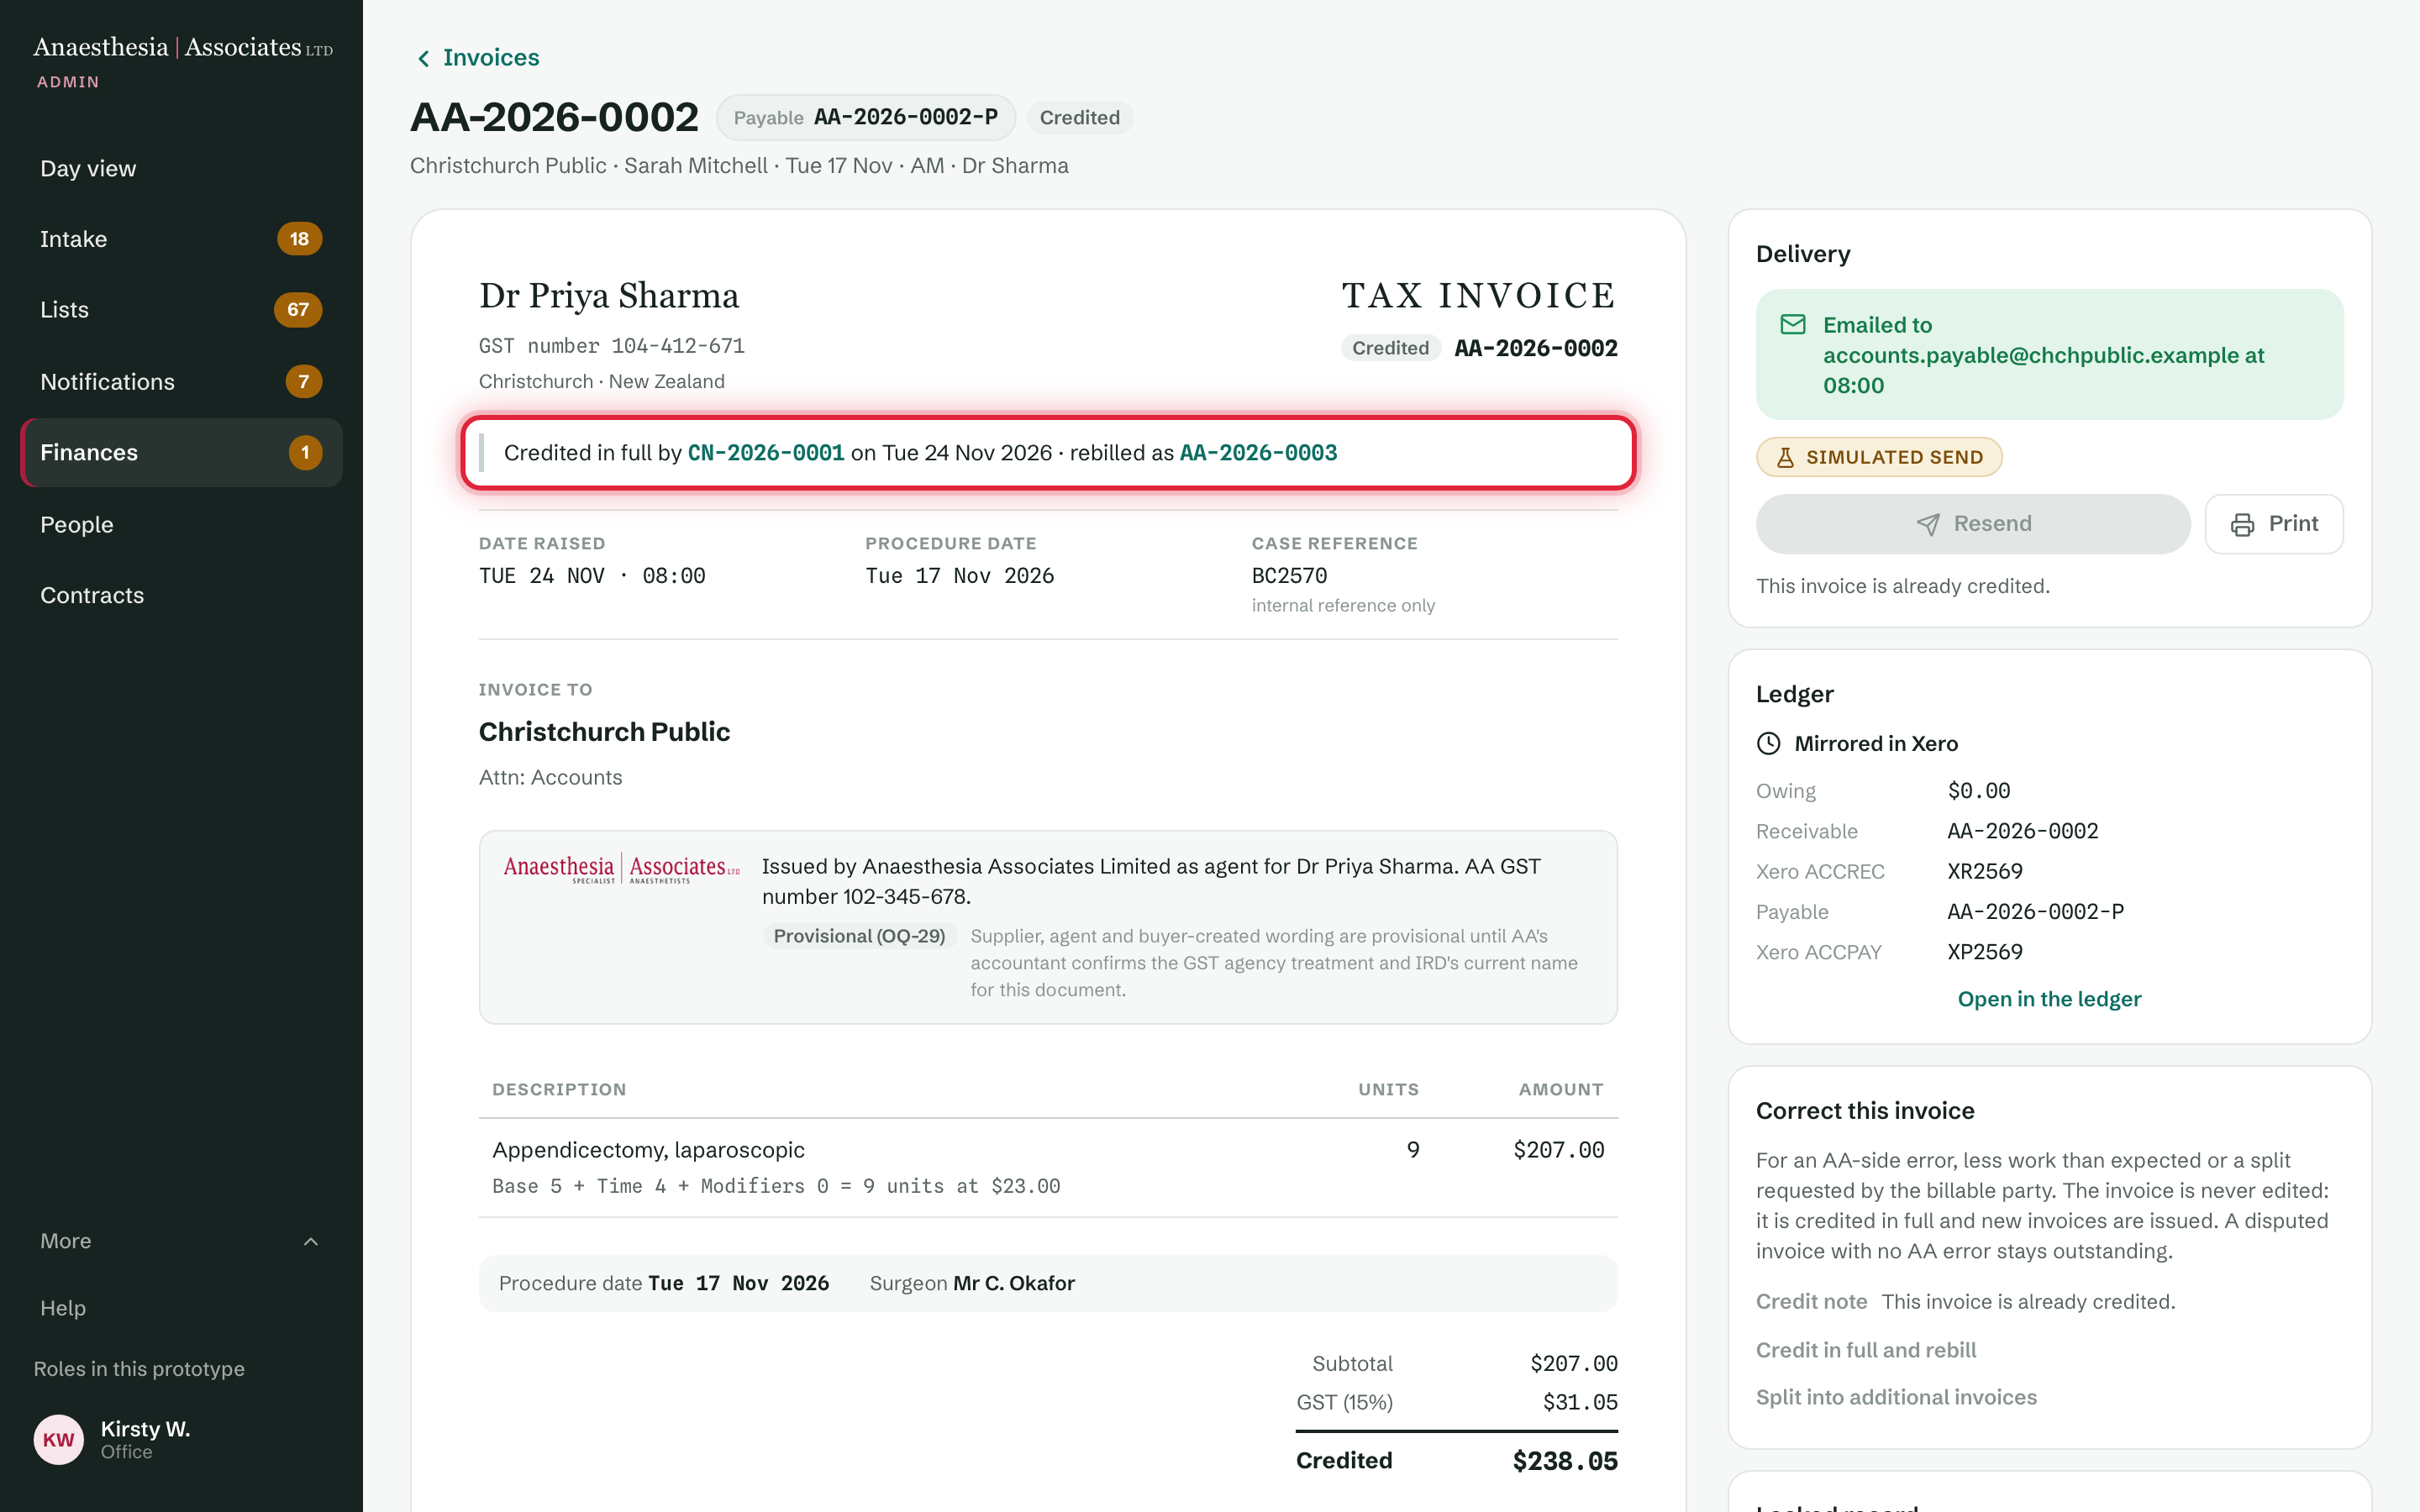 Anaesthesia | Associates LTD
ADMIN
Day view
Intake 18
Lists 67
Notifications 7
Finances 1
People
Contracts
More
Help
Roles in this prototype
KW
Kirsty W.
Office
Invoices
AA-2026-0002 Payable AA-2026-0002-P Credited
Christchurch Public · Sarah Mitchell · Tue 17 Nov · AM · Dr Sharma
Dr Priya Sharma
GST number 104-412-671
Christchurch · New Zealand
TAX INVOICE
Credited AA-2026-0002
Credited in full by CN-2026-0001 on Tue 24 Nov 2026 · rebilled as AA-2026-0003
DATE RAISED
TUE 24 NOV · 08:00
PROCEDURE DATE
Tue 17 Nov 2026
CASE REFERENCE
BC2570
internal reference only
INVOICE TO
Christchurch Public
Attn: Accounts
Anaesthesia | Associates LTD
SPECIALIST ANAESTHETISTS
Issued by Anaesthesia Associates Limited as agent for Dr Priya Sharma. AA GST
number 102-345-678.
Provisional (OQ-29)
Supplier, agent and buyer-created wording are provisional until AA's
accountant confirms the GST agency treatment and IRD's current name
for this document.
DESCRIPTION UNITS AMOUNT
Appendicectomy, laparoscopic 9 $207.00
Base 5 + Time 4 + Modifiers 0 = 9 units at $23.00
Procedure date Tue 17 Nov 2026 Surgeon Mr C. Okafor
Subtotal $207.00
GST (15%) $31.05
Credited $238.05
Delivery
Emailed to
accounts.payable@chchpublic.example at
08:00
SIMULATED SEND
Resend
Print
This invoice is already credited.
Ledger
Mirrored in Xero
Owing $0.00
Receivable AA-2026-0002
Xero ACCREC XR2569
Payable AA-2026-0002-P
Xero ACCPAY XP2569
Open in the ledger
Correct this invoice
For an AA-side error, less work than expected or a split
requested by the billable party. The invoice is never edited:
it is credited in full and new invoices are issued. A disputed
invoice with no AA error stays outstanding.
Credit note This invoice is already credited.
Credit in full and rebill
Split into additional invoices